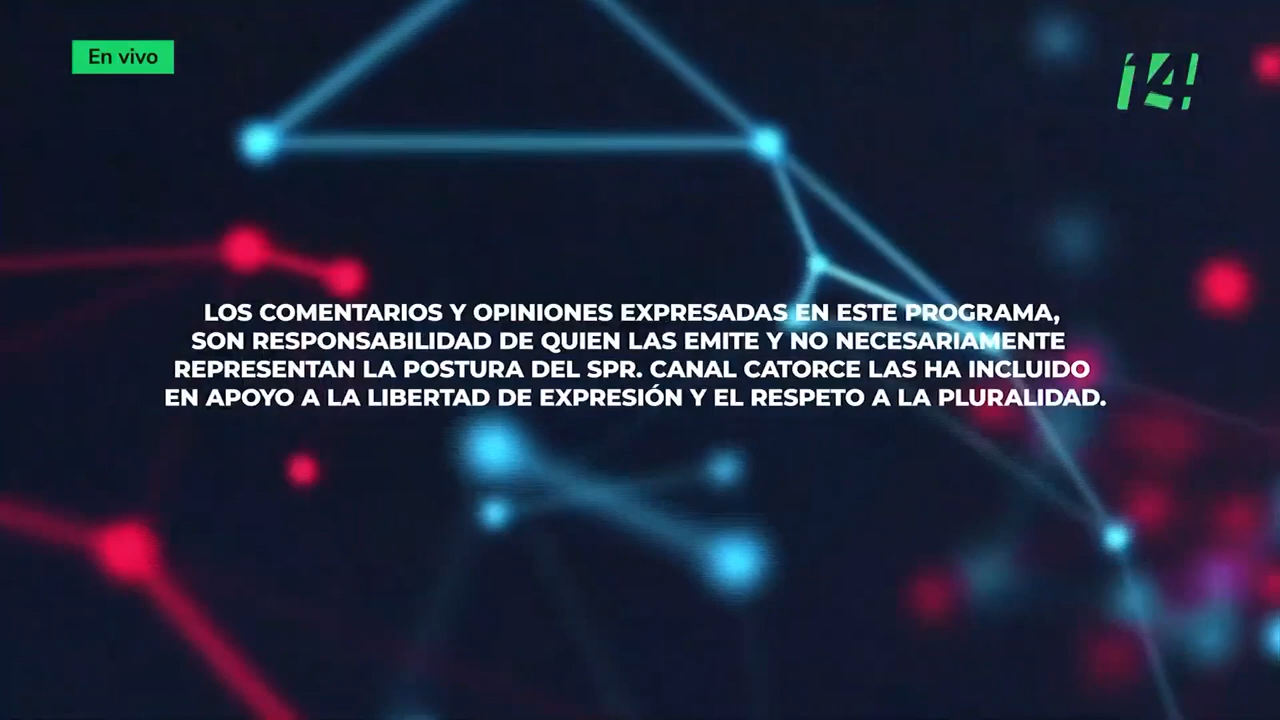 En vivo
14!
LOS COMENTARIOS Y OPINIONES EXPRESADAS EN ESTE PROGRAMA,
SON RESPONSABILIDAD DE QUIEN LAS EMITE Y NO NECESARIAMENTE
REPRESENTAN LA POSTURA DEL SPR. CANAL CATORCE LAS HA INCLUIDO
EN APOYO A LA LIBERTAD DE EXPRESIÓN Y EL RESPETO A LA PLURALIDAD.